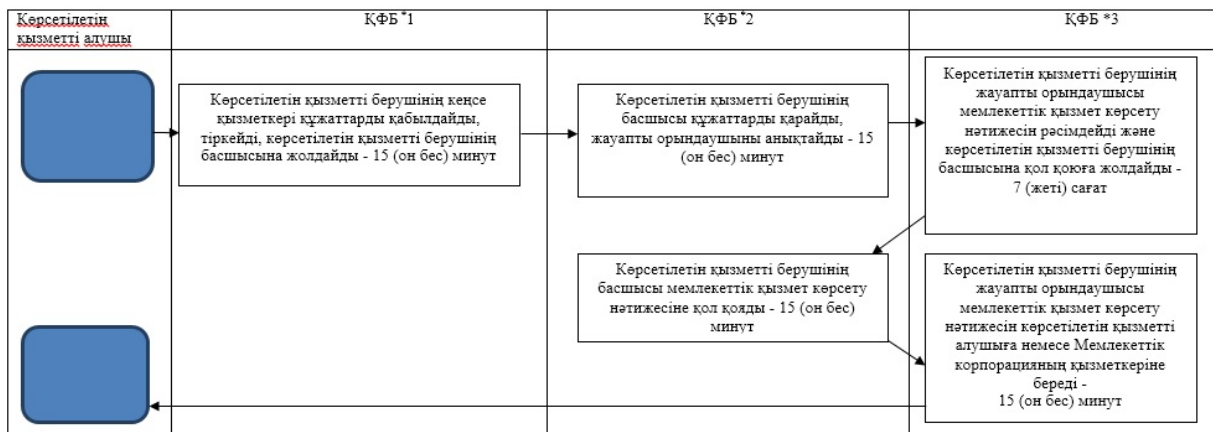 Көрсетілетін
қызметті алушы
ҚФБ *1
ҚФБ *2
ҚФБ *3
Көрсетілетін қызметті берушінің кеңсе
қызметкері құжаттарды қабылдайды,
тіркейді, көрсетілетін қызметті берушінің
басшысына жолдайды - 15 (он бес) минут
Көрсетілетін қызметті берушінің
басшысы құжаттарды қарайды,
жауапты орындаушыны анықтайды - 15
(он бес) минут
Көрсетілетін қызметті берушінің
жауапты орындаушысы
мемлекеттік қызмет көрсету
нәтижесін рәсімдейді және
көрсетілетін қызметті берушінің
басшысына қол қоюға жолдайды -
7 (жеті) сағат
Көрсетілетін қызметті берушінің
басшысы мемлекеттік қызмет көрсету
нәтижесіне қол қояды - 15 (он бес)
минут
Көрсетілетін қызметті берушінің
жауапты орындаушысы
мемлекеттік қызмет көрсету
нәтижесін көрсетілетін қызметті
алушыға немесе Мемлекеттік
корпорацияның қызметкеріне
береді -
15 (он бес) минут